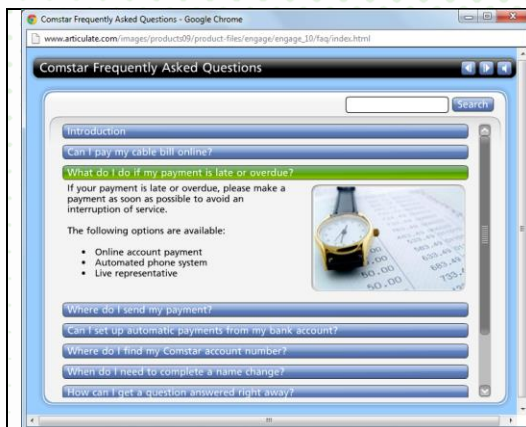 Comstar Frequently Asked Questions - Google Chrome
www.articulate.com/images/products09/product-files/engage/engage_10/faq/index.html
Comstar Frequently Asked Questions
Search
Introduction
Can I pay my cable bill online?
What do I do if my payment is late or overdue?
If your payment is late or overdue, please make a
payment as soon as possible to avoid an
interruption of service.
The following options are available:
• Online account payment
• Automated phone system
• Live representative
Where do I send my payment?
Can I set up automatic payments from my bank account?
Where do I find my Comstar account number?
When do I need to complete a name change?
How can I get a question answered right away?